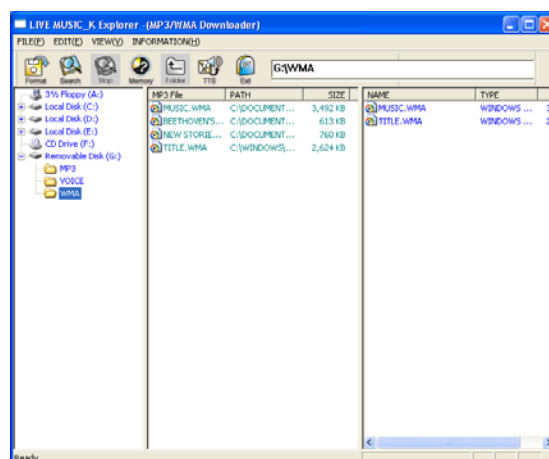 LIVE MUSIC_K Explorer -(MP3/WMA Downloader)
FILE(F) EDIT(E) VIEW(V) INFORMATION(H)
Format Search Stop Memory Folder TTS Exit G:\WMA
3½ Floppy (A:)
Local Disk (C:)
Local Disk (D:)
Local Disk (E:)
CD Drive (F:)
Removable Disk (G:)
MP3
VOICE
WMA
MP3 File PATH SIZE
MUSIC.WMA C:\DOCUMENT... 3,492 KB
BEETHOVEN'S... C:\DOCUMENT... 613 KB
NEW STORIE... C:\DOCUMENT... 760 KB
TITLE.WMA C:\WINDOWS\... 2,624 KB
NAME TYPE
MUSIC.WMA WINDOWS ... 3
TITLE.WMA WINDOWS ... 2
Ready